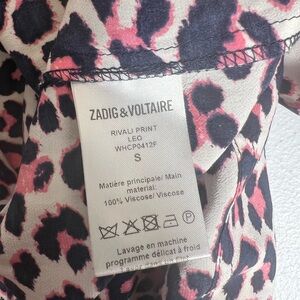 ZADIG & VOLTAIRE
RIVALI PRINT
LEO
WHCP0412F
S
Matière principale/ Main
material:
100% Viscose/ Viscose
Lavage en machine
programme délicat à froid